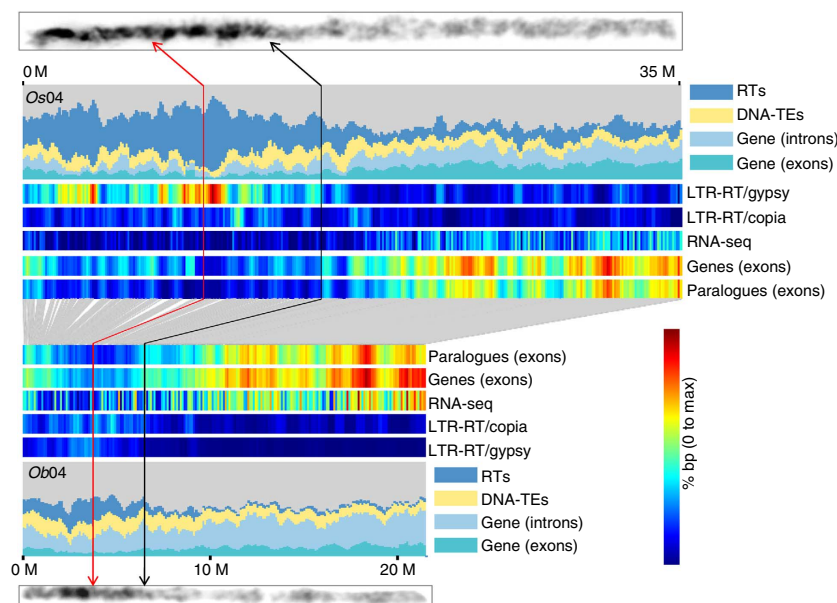 0 M 35 M
Os04
RTs
DNA-TEs
Gene (introns)
Gene (exons)
LTR-RT/gypsy
LTR-RT/copia
RNA-seq
Genes (exons)
Paralogues (exons)
Paralogues (exons)
Genes (exons)
RNA-seq
LTR-RT/copia
LTR-RT/gypsy
% bp (0 to max)
Ob04
RTs
DNA-TEs
Gene (introns)
Gene (exons)
0 M 10 M 20 M